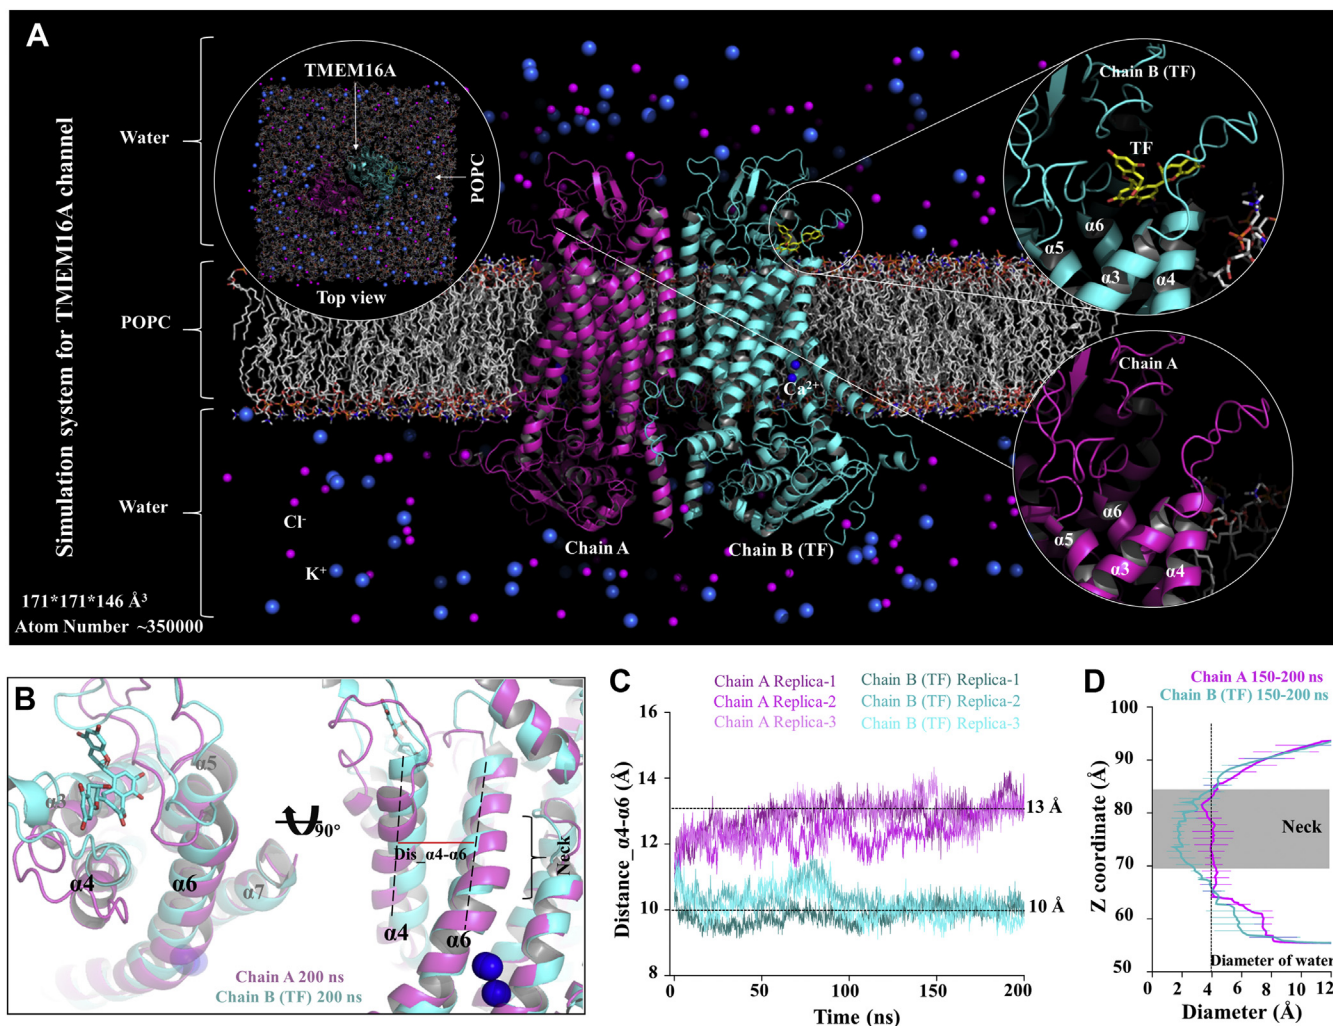 A
Simulation system for TMEM16A channel
Water
POPC
Water
TMEM16A
POPC
Top view
Chain B (TF)
TF
α6
α5
α3
α4
Ca²⁺
Chain A
α6
α5
α3
α4
Cl⁻
K⁺
Chain A
Chain B (TF)
171*171*146 Å³
Atom Number ~350000
B
α5
α3
α4
α6
α7
90°
Dis_α4-α6
Neck
α4
α6
Chain A 200 ns
Chain B (TF) 200 ns
C
Chain A Replica-1
Chain A Replica-2
Chain A Replica-3
Chain B (TF) Replica-1
Chain B (TF) Replica-2
Chain B (TF) Replica-3
Distance_α4-α6 (Å)
16
14
12
10
8
13 Å
10 Å
0
50
100
150
200
Time (ns)
D
Chain A 150-200 ns
Chain B (TF) 150-200 ns
Z coordinate (Å)
100
90
80
70
60
50
Neck
Diameter of water
0
2
4
6
8
10
12
Diameter (Å)